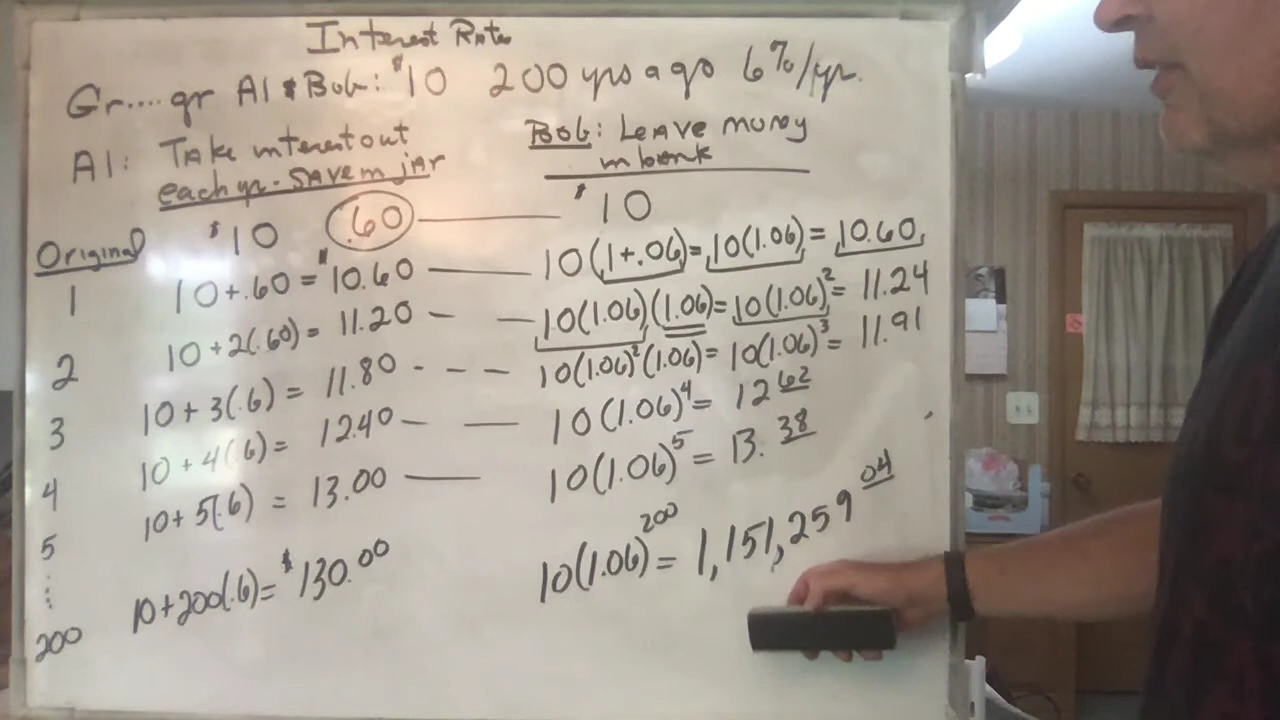 Interest Rates
Gr....gr Al & Bob: $10 200 yrs ago 6%/yr.
Al: Take interest out each yr - save in jar
Bob: Leave money in bank
Original $10 .60 $10
1 10+.60 = $10.60 10(1+.06)=10(1.06)=10.60
2 10+2(.60) = 11.20 10(1.06)(1.06)=10(1.06)²=11.24
3 10+3(.6) = 11.80 10(1.06)²(1.06)=10(1.06)³=11.91
4 10+4(.6)= 12.40 10(1.06)⁴= 12 62
5 10+5(.6) = 13.00 10(1.06)⁵ = 13.38
⋮
200 10+200(.6)= $130.00 10(1.06)²⁰⁰= 1,151,259 04